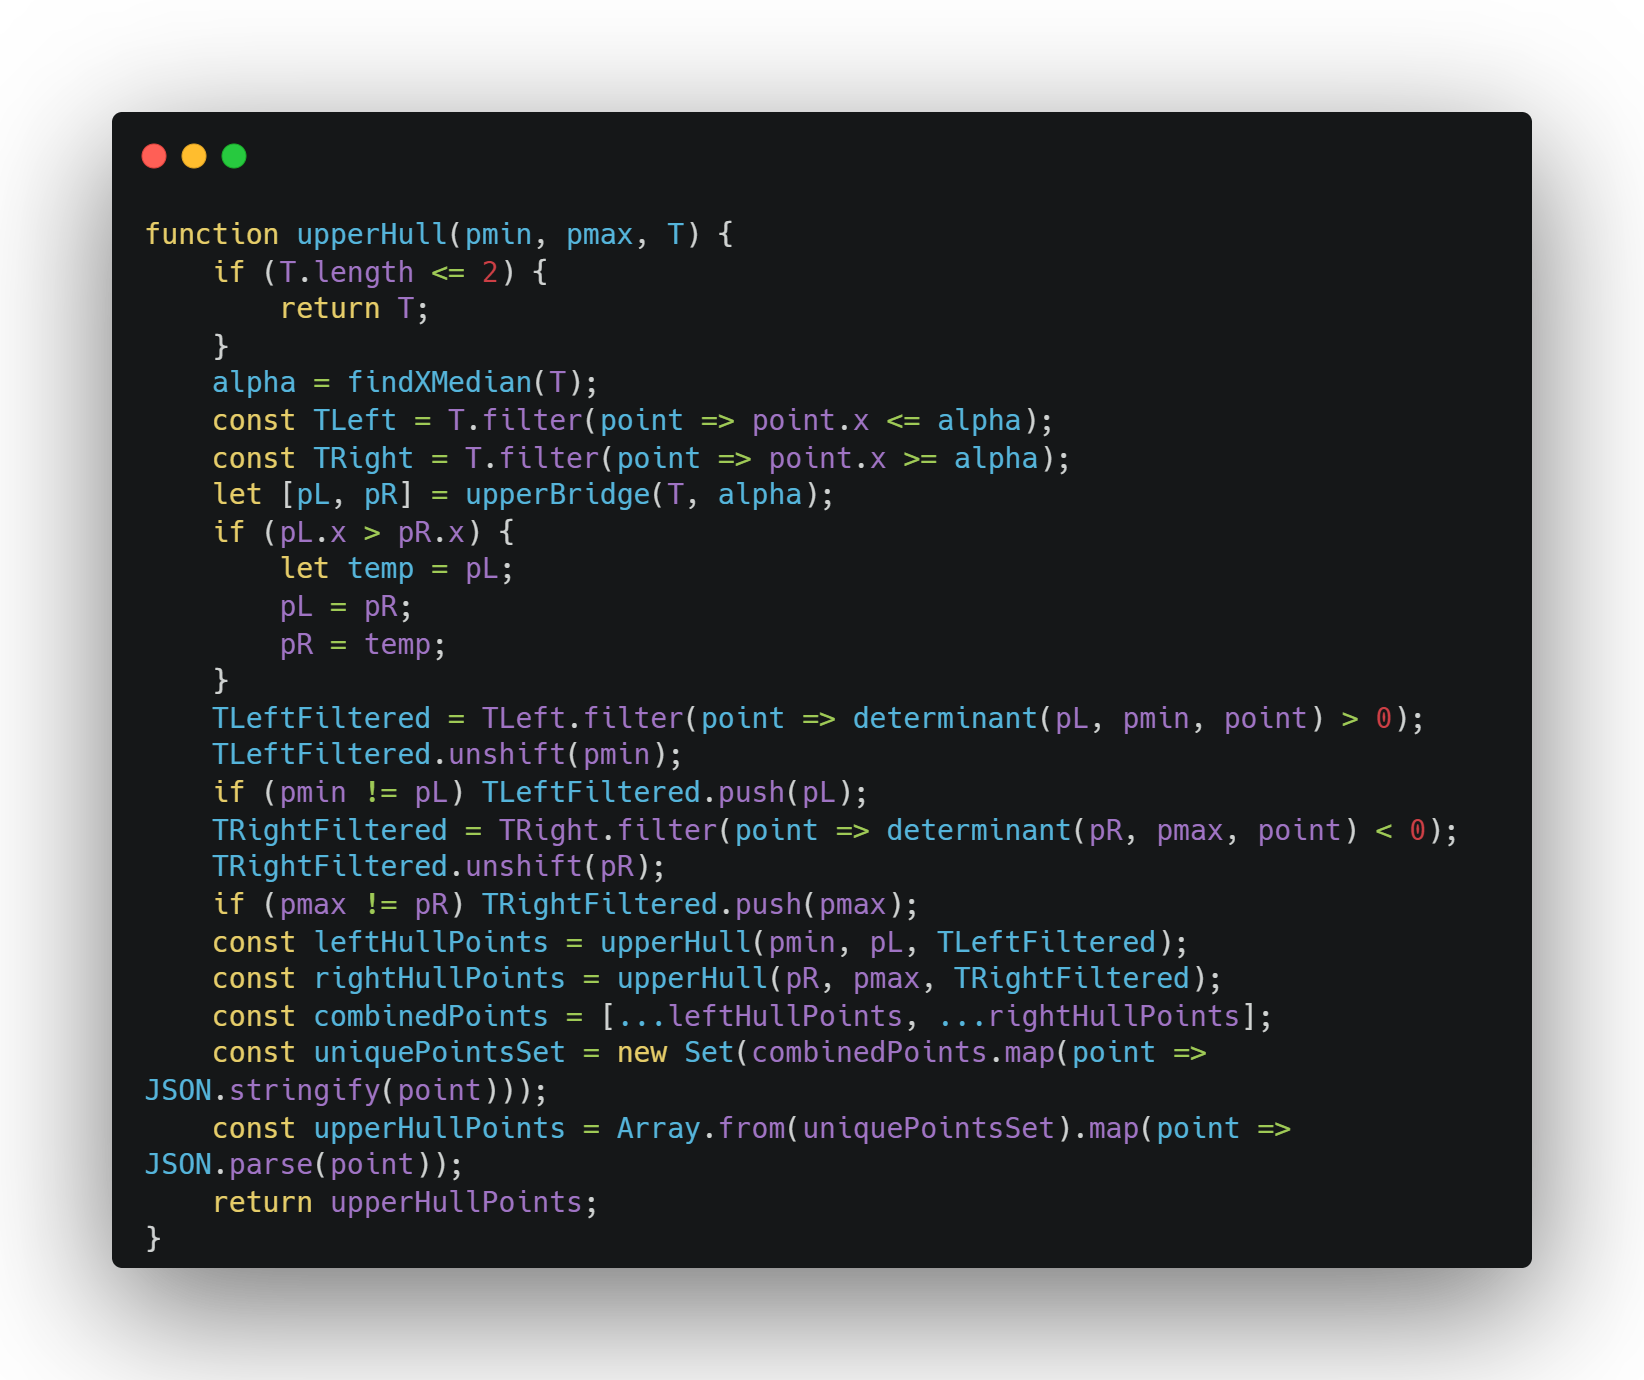 function upperHull(pmin, pmax, T) {
    if (T.length <= 2) {
        return T;
    }
    alpha = findXMedian(T);
    const TLeft = T.filter(point => point.x <= alpha);
    const TRight = T.filter(point => point.x >= alpha);
    let [pL, pR] = upperBridge(T, alpha);
    if (pL.x > pR.x) {
        let temp = pL;
        pL = pR;
        pR = temp;
    }
    TLeftFiltered = TLeft.filter(point => determinant(pL, pmin, point) > 0);
    TLeftFiltered.unshift(pmin);
    if (pmin != pL) TLeftFiltered.push(pL);
    TRightFiltered = TRight.filter(point => determinant(pR, pmax, point) < 0);
    TRightFiltered.unshift(pR);
    if (pmax != pR) TRightFiltered.push(pmax);
    const leftHullPoints = upperHull(pmin, pL, TLeftFiltered);
    const rightHullPoints = upperHull(pR, pmax, TRightFiltered);
    const combinedPoints = [...leftHullPoints, ...rightHullPoints];
    const uniquePointsSet = new Set(combinedPoints.map(point =>
JSON.stringify(point)));
    const upperHullPoints = Array.from(uniquePointsSet).map(point =>
JSON.parse(point));
    return upperHullPoints;
}